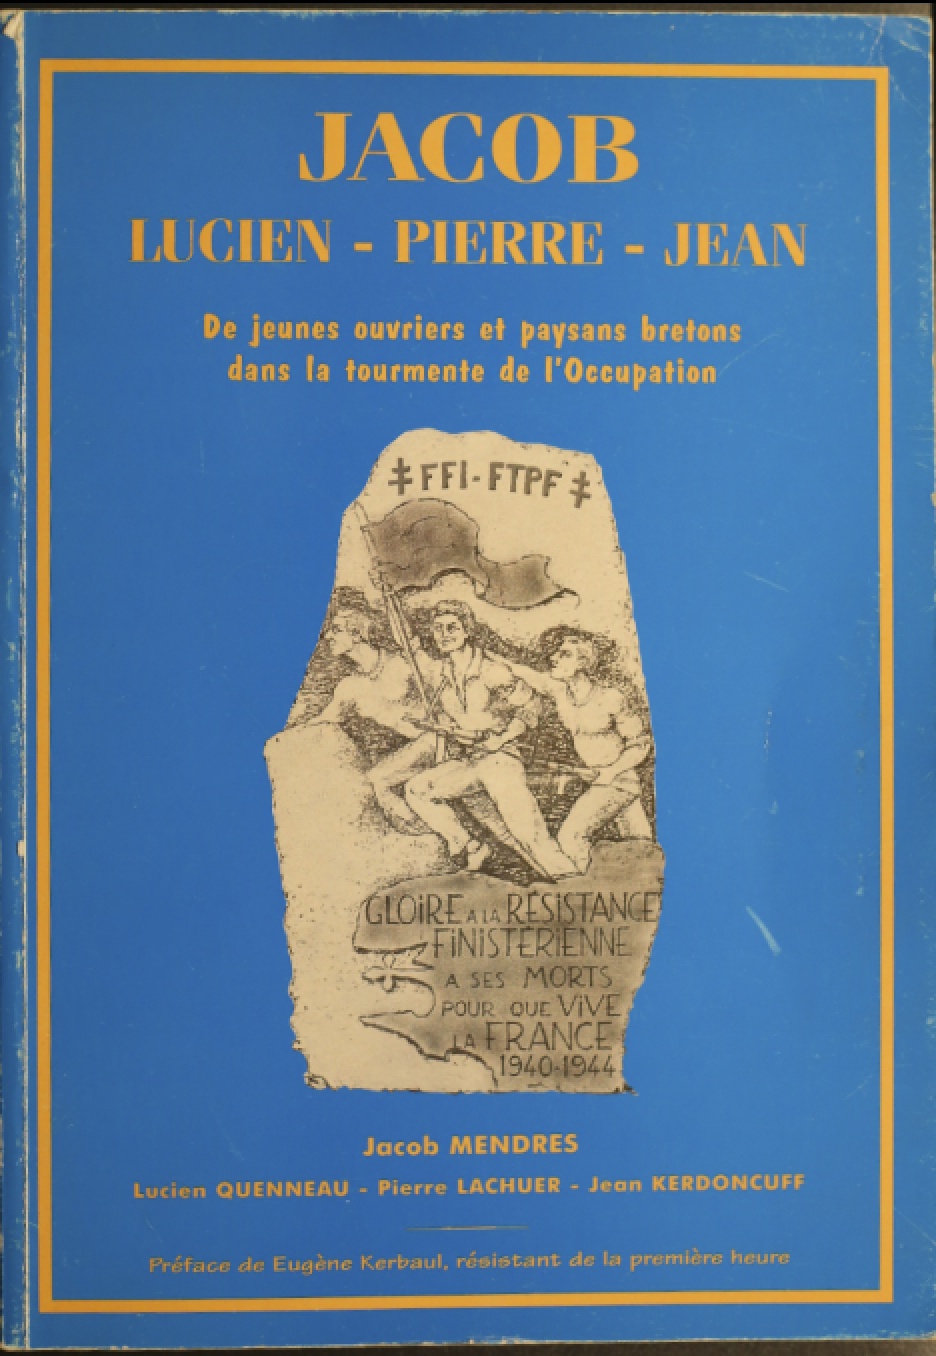 JACOB
LUCIEN - PIERRE - JEAN
De jeunes ouvriers et paysans bretons
dans la tourmente de l'Occupation
‡ FFI - FTPF ‡
GLOiRE A LA RÉSISTANCE
FiNiSTÉRiENNE
A SES MORTS
POUR QUE ViVE
LA FRANCE
1940-1944
Jacob MENDRES
Lucien QUENNEAU - Pierre LACHUER - Jean KERDONCUFF
Préface de Eugène Kerbaul, résistant de la première heure